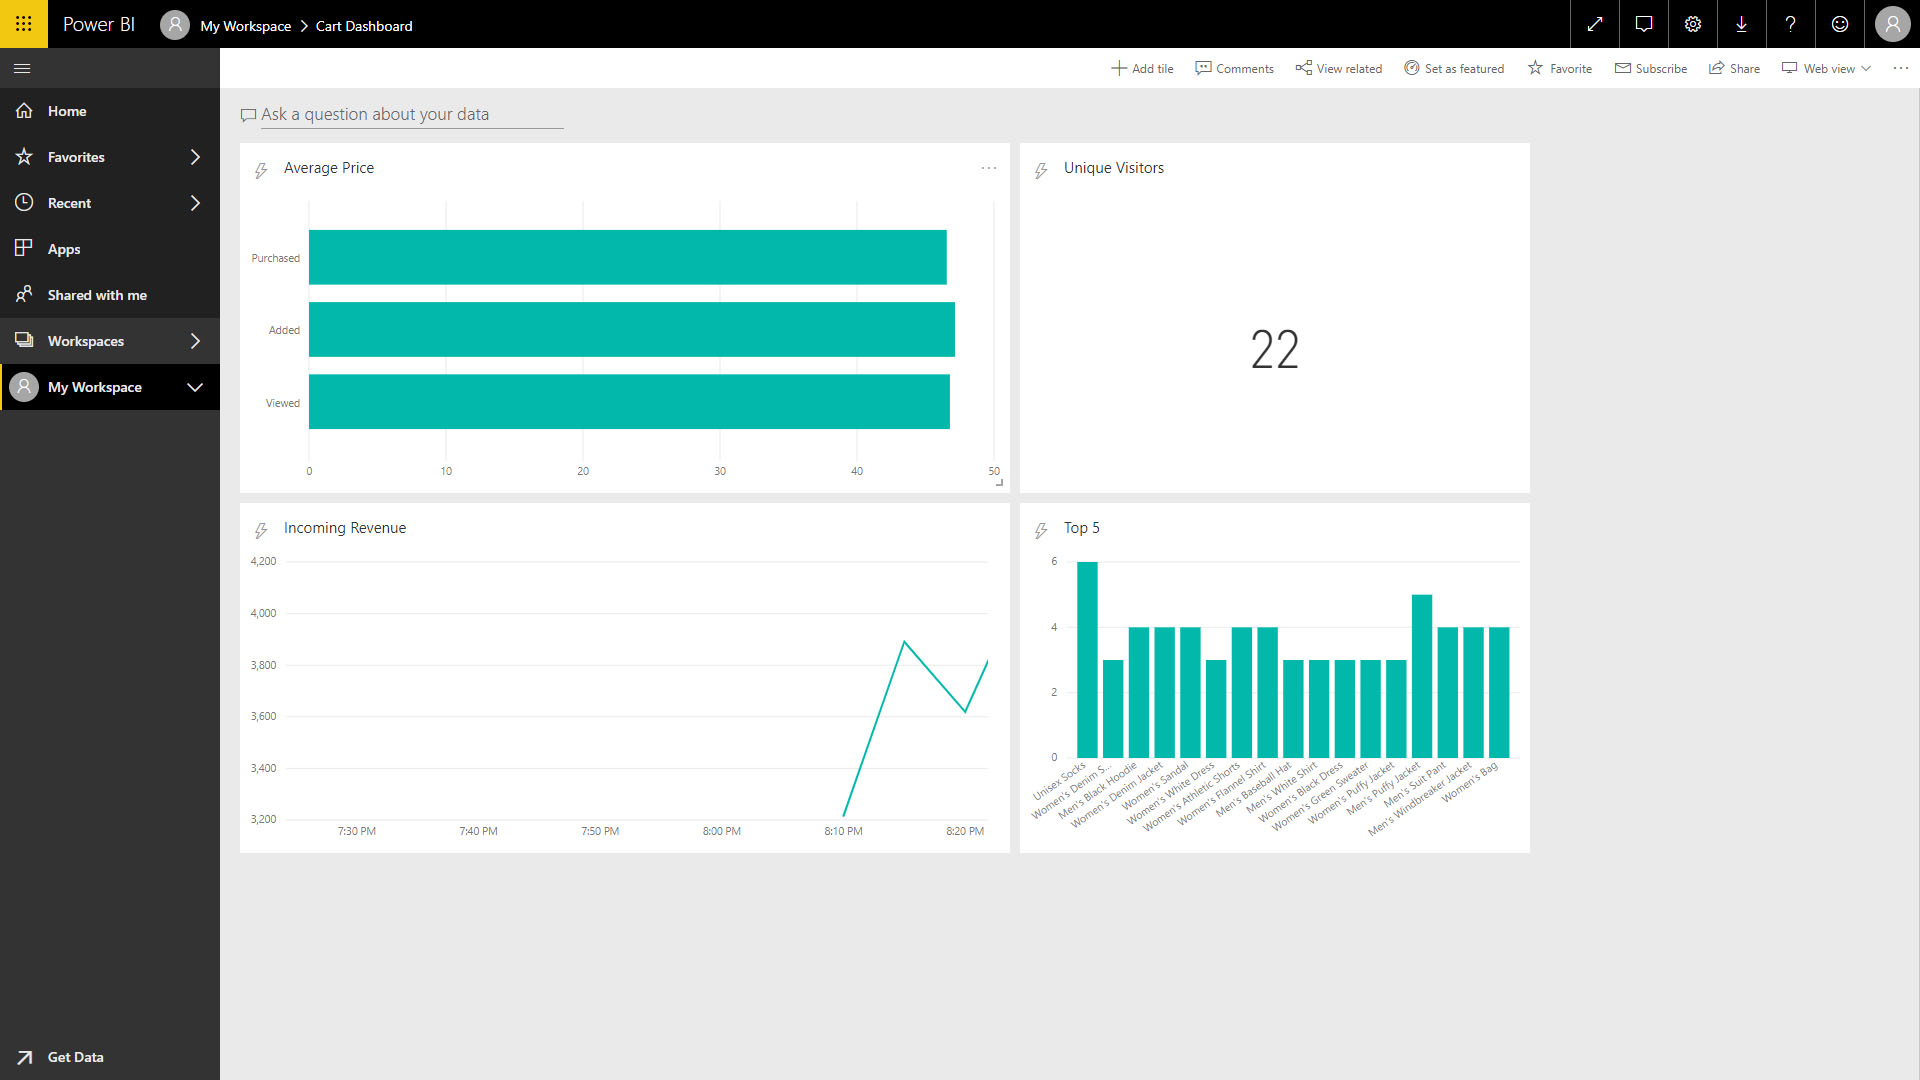 Power BI
My Workspace
Cart Dashboard
Add tile
Comments
View related
Set as featured
Favorite
Subscribe
Share
Web view
Home
Favorites
Recent
Apps
Shared with me
Workspaces
My Workspace
Get Data
Ask a question about your data
Average Price
Purchased
Added
Viewed
0 10 20 30 40 50
Unique Visitors
22
Incoming Revenue
4,200
4,000
3,800
3,600
3,400
3,200
7:30 PM 7:40 PM 7:50 PM 8:00 PM 8:10 PM 8:20 PM
Top 5
6
4
2
0
Unisex Socks
Women's Denim S...
Men's Black Hoodie
Women's Denim Jacket
Women's Sandal
Women's White Dress
Women's Athletic Shorts
Women's Flannel Shirt
Men's Baseball Hat
Men's White Shirt
Women's Black Dress
Women's Green Sweater
Women's Puffy Jacket
Men's Puffy Jacket
Men's Suit Pant
Men's Windbreaker Jacket
Women's Bag